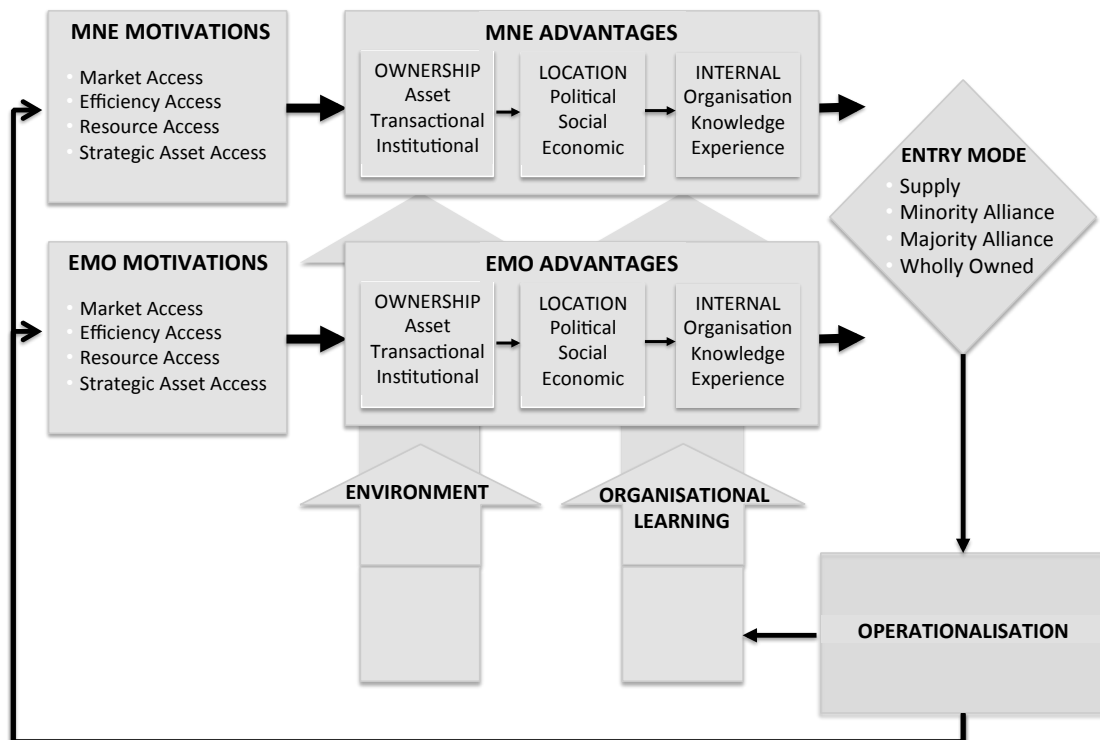 MNE MOTIVATIONS
• Market Access
• Efficiency Access
• Resource Access
• Strategic Asset Access
MNE ADVANTAGES
OWNERSHIP
Asset
Transactional
Institutional
LOCATION
Political
Social
Economic
INTERNAL
Organisation
Knowledge
Experience
ENTRY MODE
• Supply
• Minority Alliance
• Majority Alliance
• Wholly Owned
EMO MOTIVATIONS
• Market Access
• Efficiency Access
• Resource Access
• Strategic Asset Access
EMO ADVANTAGES
OWNERSHIP
Asset
Transactional
Institutional
LOCATION
Political
Social
Economic
INTERNAL
Organisation
Knowledge
Experience
ENVIRONMENT
ORGANISATIONAL
LEARNING
OPERATIONALISATION